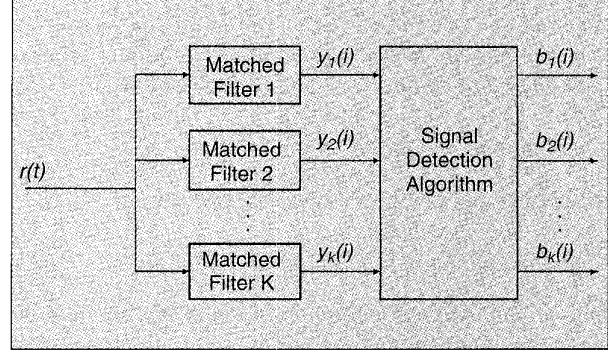 Matched
Filter 1
y1(i)
b1(i)
Matched
Filter 2
y2(i)
b2(i)
r(t)
Signal
Detection
Algorithm
Matched
Filter K
yk(i)
bk(i)